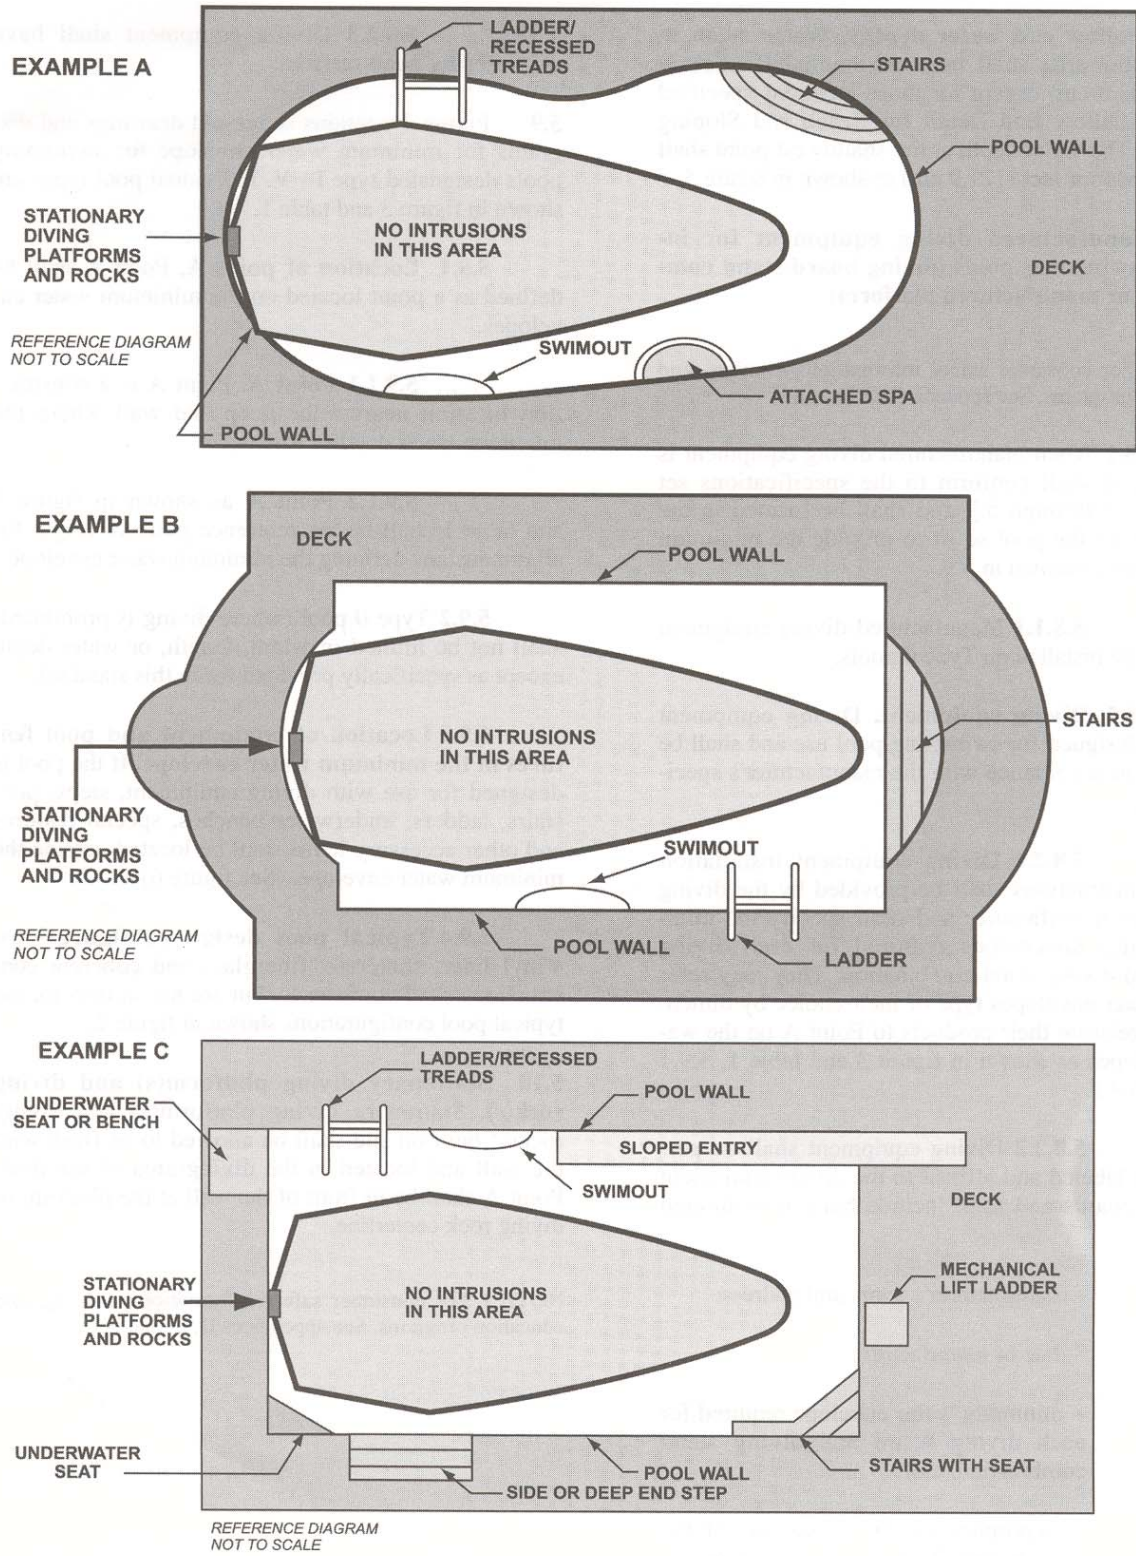 EXAMPLE A
LADDER/
RECESSED
TREADS
STAIRS
POOL WALL
STATIONARY
DIVING
PLATFORMS
AND ROCKS
NO INTRUSIONS
IN THIS AREA
DECK
REFERENCE DIAGRAM
NOT TO SCALE
SWIMOUT
ATTACHED SPA
POOL WALL
EXAMPLE B
DECK
POOL WALL
STAIRS
NO INTRUSIONS
IN THIS AREA
STATIONARY
DIVING
PLATFORMS
AND ROCKS
SWIMOUT
REFERENCE DIAGRAM
NOT TO SCALE
POOL WALL
LADDER
EXAMPLE C
LADDER/RECESSED
TREADS
UNDERWATER
SEAT OR BENCH
POOL WALL
SLOPED ENTRY
SWIMOUT
DECK
STATIONARY
DIVING
PLATFORMS
AND ROCKS
NO INTRUSIONS
IN THIS AREA
MECHANICAL
LIFT LADDER
UNDERWATER
SEAT
POOL WALL
STAIRS WITH SEAT
SIDE OR DEEP END STEP
REFERENCE DIAGRAM
NOT TO SCALE